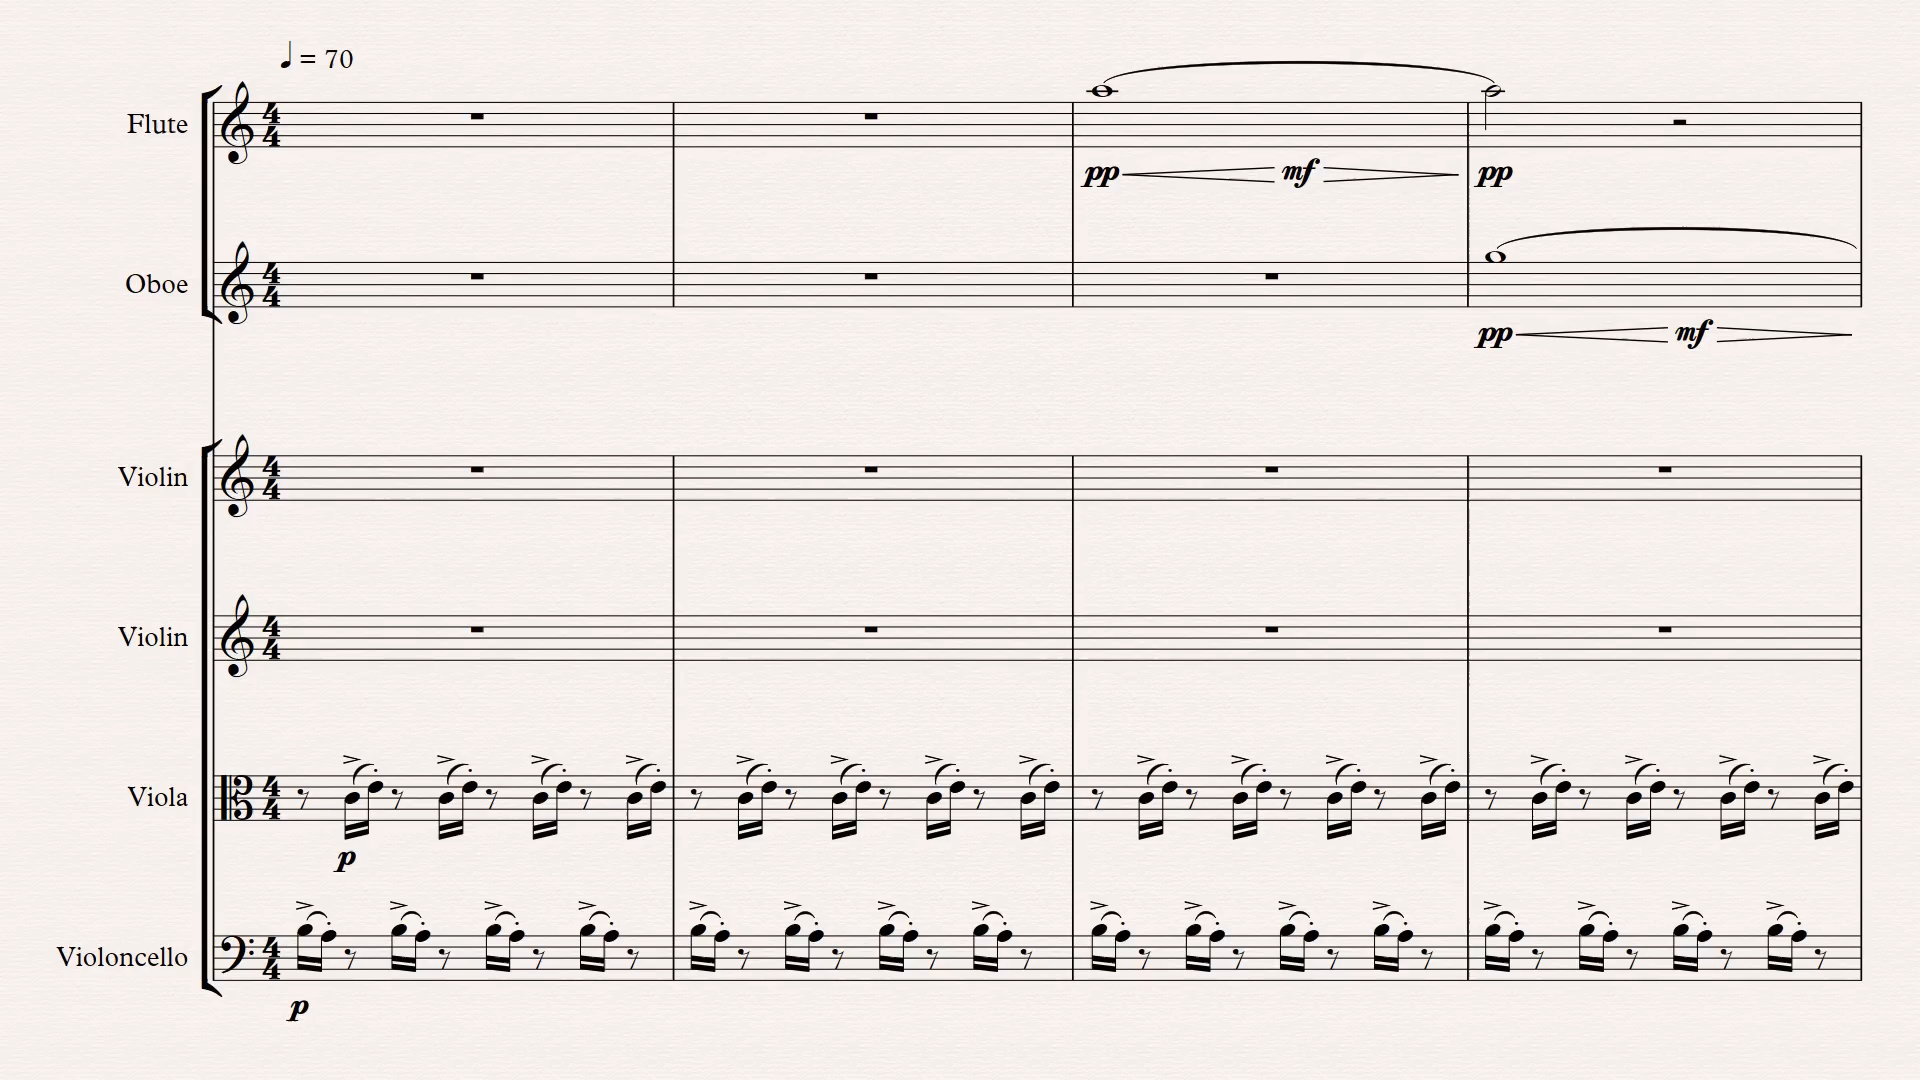 ♩ = 70
Flute
pp mf pp
Oboe
pp mf
Violin
Violin
Viola
p
Violoncello
p